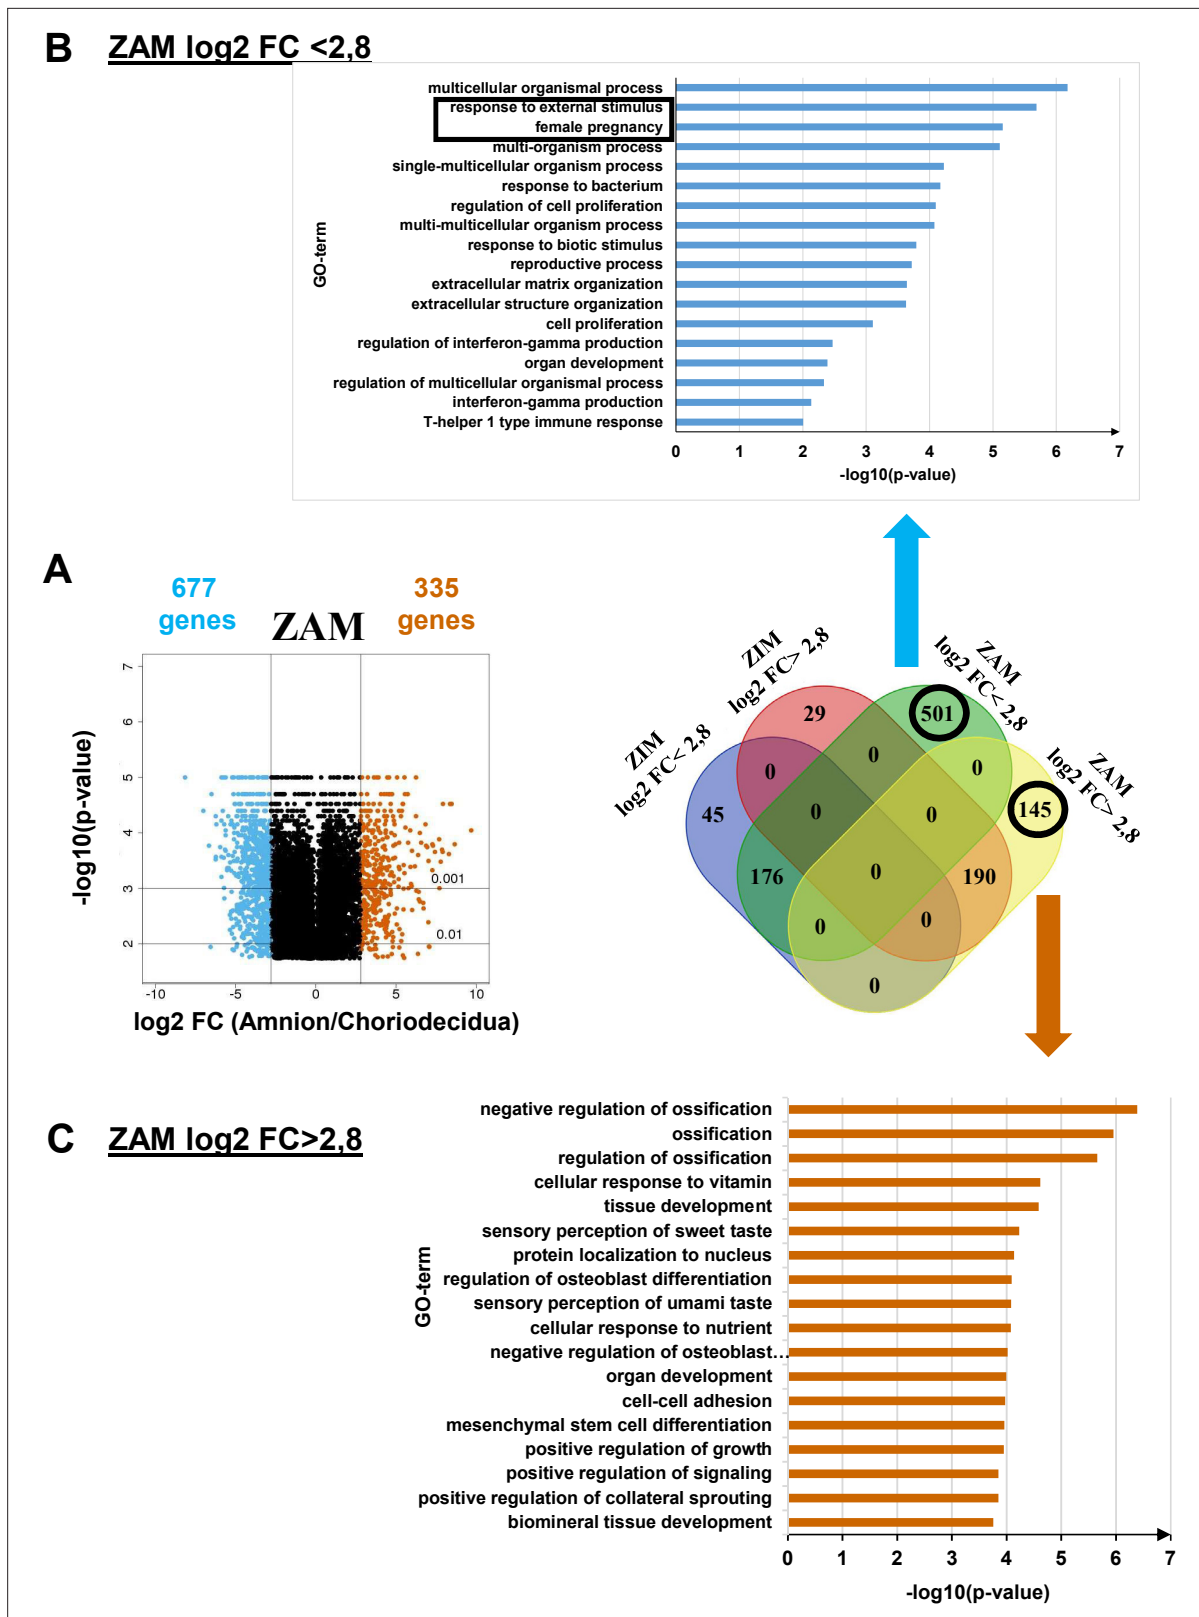 B ZAM log2 FC <2,8
multicellular organismal process
response to external stimulus
female pregnancy
multi-organism process
single-multicellular organism process
response to bacterium
regulation of cell proliferation
multi-multicellular organism process
response to biotic stimulus
reproductive process
extracellular matrix organization
extracellular structure organization
cell proliferation
regulation of interferon-gamma production
organ development
regulation of multicellular organismal process
interferon-gamma production
T-helper 1 type immune response
GO-term
0 1 2 3 4 5 6 7
-log10(p-value)
A
677 genes
ZAM
335 genes
7
6
5
4
3
2
-log10(p-value)
0.001
0.01
-10 -5 0 5 10
log2 FC (Amnion/Choriodecidua)
ZIM
log2 FC< 2,8
ZIM
log2 FC> 2,8
ZAM
log2 FC< 2,8
ZAM
log2 FC> 2,8
29
501
0
0
0
45
0
0
145
176
0
190
0
0
0
C ZAM log2 FC>2,8
negative regulation of ossification
ossification
regulation of ossification
cellular response to vitamin
tissue development
sensory perception of sweet taste
protein localization to nucleus
regulation of osteoblast differentiation
sensory perception of umami taste
cellular response to nutrient
negative regulation of osteoblast…
organ development
cell-cell adhesion
mesenchymal stem cell differentiation
positive regulation of growth
positive regulation of signaling
positive regulation of collateral sprouting
biomineral tissue development
GO-term
0 1 2 3 4 5 6 7
-log10(p-value)